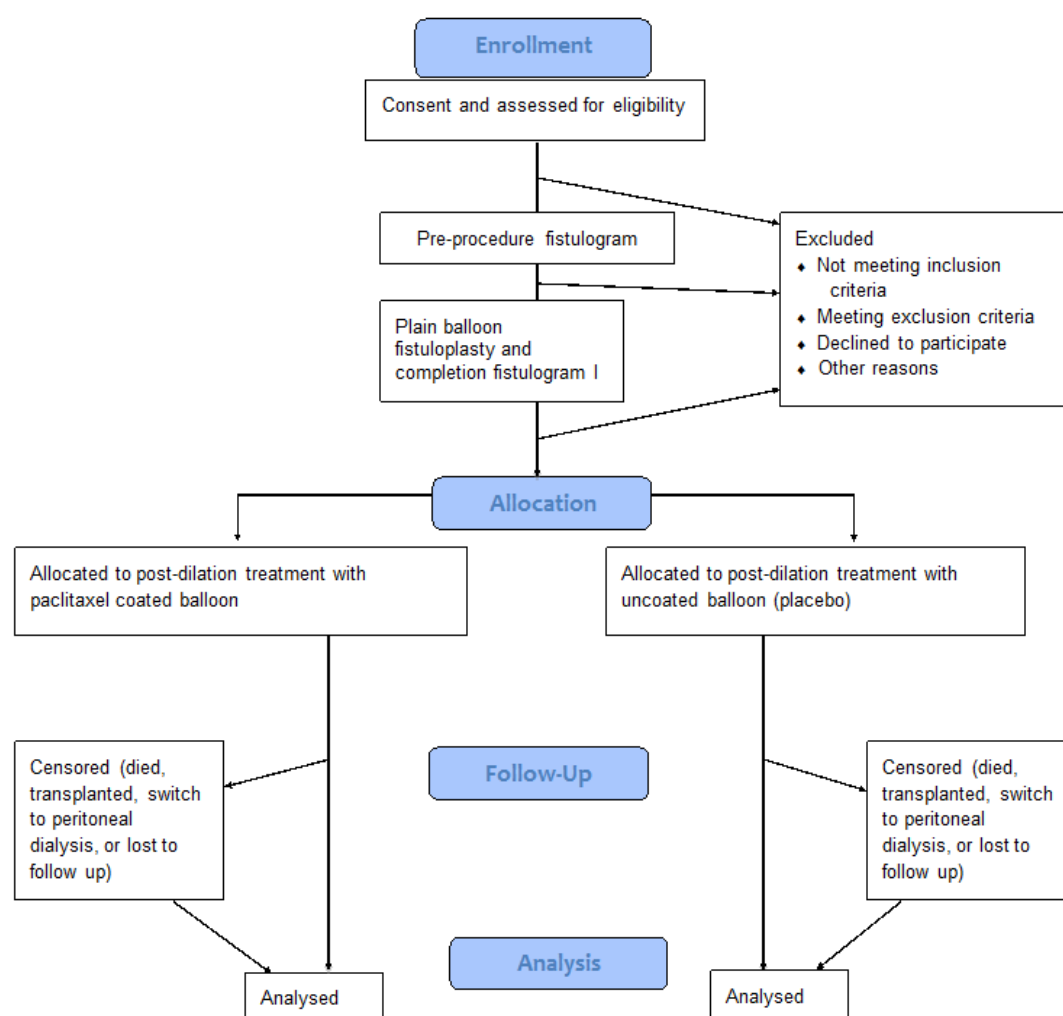 Enrollment
Consent and assessed for eligibility
Pre-procedure fistulogram
Excluded
♦ Not meeting inclusion
criteria
♦ Meeting exclusion criteria
♦ Declined to participate
♦ Other reasons
Plain balloon
fistuloplasty and
completion fistulogram I
Allocation
Allocated to post-dilation treatment with
paclitaxel coated balloon
Allocated to post-dilation treatment with
uncoated balloon (placebo)
Follow-Up
Censored (died,
transplanted, switch
to peritoneal
dialysis, or lost to
follow up)
Censored (died,
transplanted, switch
to peritoneal
dialysis, or lost to
follow up)
Analysis
Analysed
Analysed